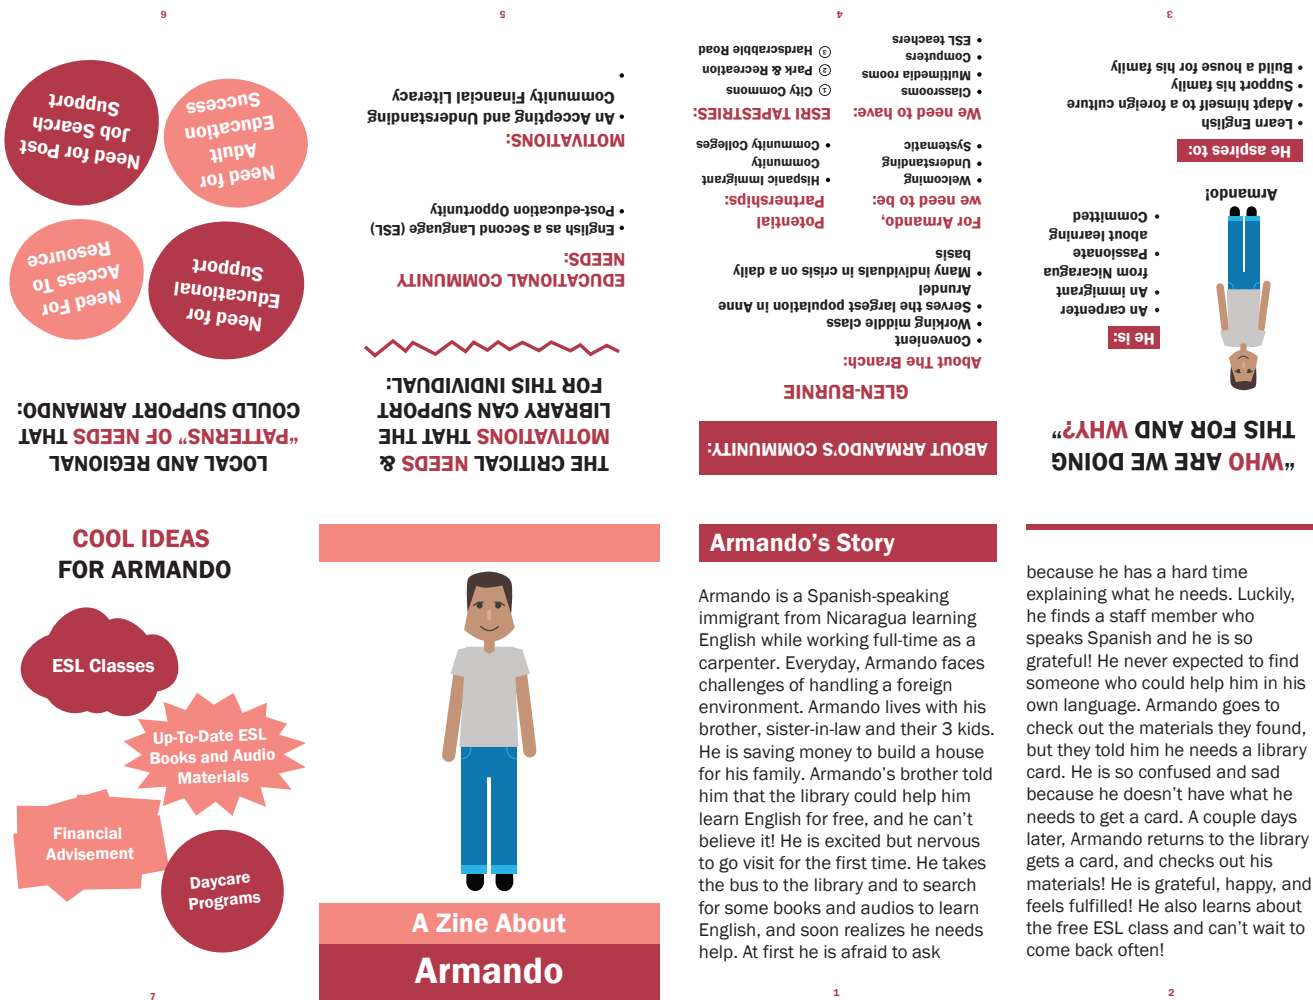 A Zine About
Armando
Armando's Story
Armando is a Spanish-speaking
immigrant from Nicaragua learning
English while working full-time as a
carpenter. Everyday, Armando faces
challenges of handling a foreign
environment. Armando lives with his
brother, sister-in-law and their 3 kids.
He is saving money to build a house
for his family. Armando's brother told
him that the library could help him
learn English for free, and he can't
believe it! He is excited but nervous
to go visit for the first time. He takes
the bus to the library and to search
for some books and audios to learn
English, and soon realizes he needs
help. At first he is afraid to ask
1
because he has a hard time
explaining what he needs. Luckily,
he finds a staff member who
speaks Spanish and he is so
grateful! He never expected to find
someone who could help him in his
own language. Armando goes to
check out the materials they found,
but they told him he needs a library
card. He is so confused and sad
because he doesn't have what he
needs to get a card. A couple days
later, Armando returns to the library
gets a card, and checks out his
materials! He is grateful, happy, and
feels fulfilled! He also learns about
the free ESL class and can't wait to
come back often!
2
"WHO ARE WE DOING
THIS FOR AND WHY?"
He is:
• An carpenter
• An immigrant
from Nicaragua
• Passionate
about learning
• Committed
Armando!
He aspires to:
• Learn English
• Adapt himself to a foreign culture
• Support his family
• Build a house for his family
3
ABOUT ARMANDO'S COMMUNITY:
GLEN-BURNIE
About The Branch:
• Convenient
• Working middle class
• Serves the largest population in Anne
Arundel
• Many individuals in crisis on a daily
basis
For Armando,
we need to be:
• Welcoming
• Understanding
• Systematic
We need to have:
• Classrooms
• Multimedia rooms
• Computers
• ESL teachers
Potential
Partnerships:
• Hispanic Immigrant
Community
• Community Colleges
ESRI TAPESTRIES:
1 City Commons
2 Park & Recreation
3 Hardscrabble Road
4
THE CRITICAL NEEDS &
MOTIVATIONS THAT THE
LIBRARY CAN SUPPORT
FOR THIS INDIVIDUAL:
EDUCATIONAL COMMUNITY
NEEDS:
• English as a Second Language (ESL)
• Post-education Opportunity
MOTIVATIONS:
• An Accepting and Understanding
Community Financial Literacy
•
5
LOCAL AND REGIONAL
"PATTERNS" OF NEEDS THAT
COULD SUPPORT ARMANDO:
Need for
Educational
Support
Need For
Access To
Resource
Need for
Adult
Education
Success
Need for Post
Job Search
Support
6
COOL IDEAS
FOR ARMANDO
ESL Classes
Up-To-Date ESL
Books and Audio
Materials
Financial
Advisement
Daycare
Programs
7